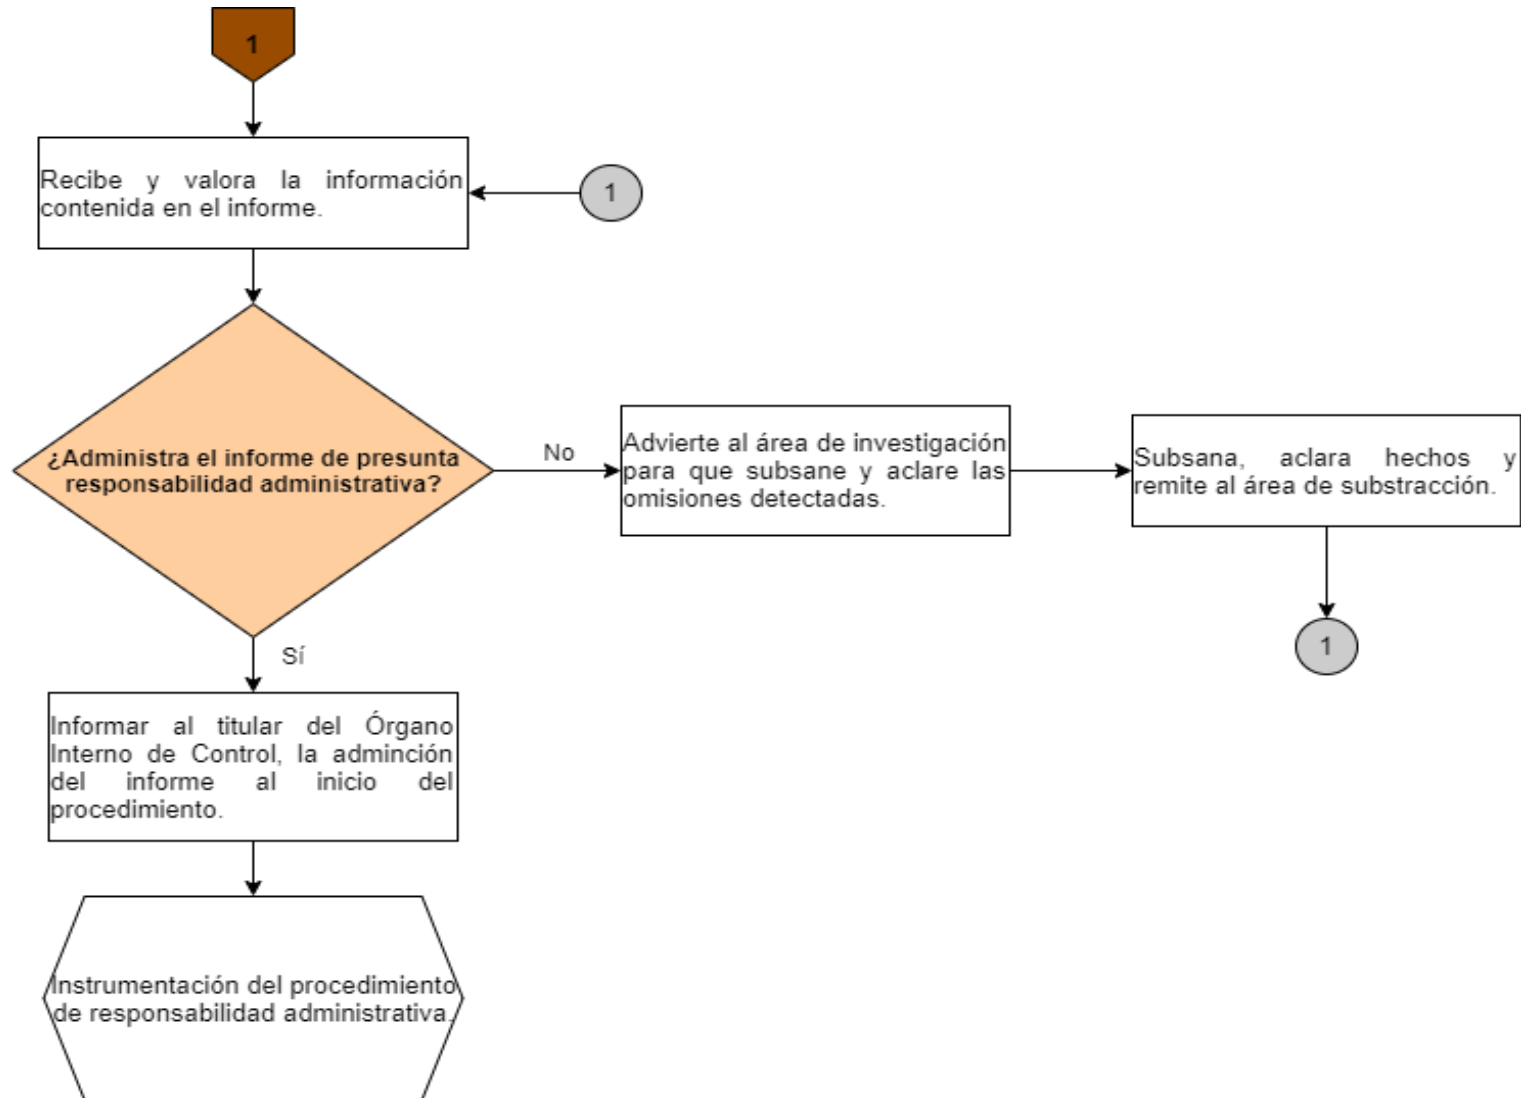 1
Recibe y valora la información
contenida en el informe.
1
¿Administra el informe de presunta
responsabilidad administrativa?
No
Advierte al área de investigación
para que subsane y aclare las
omisiones detectadas.
Subsana, aclara hechos y
remite al área de substracción.
1
Sí
Informar al titular del Órgano
Interno de Control, la adminción
del informe al inicio del
procedimiento.
Instrumentación del procedimiento
de responsabilidad administrativa.